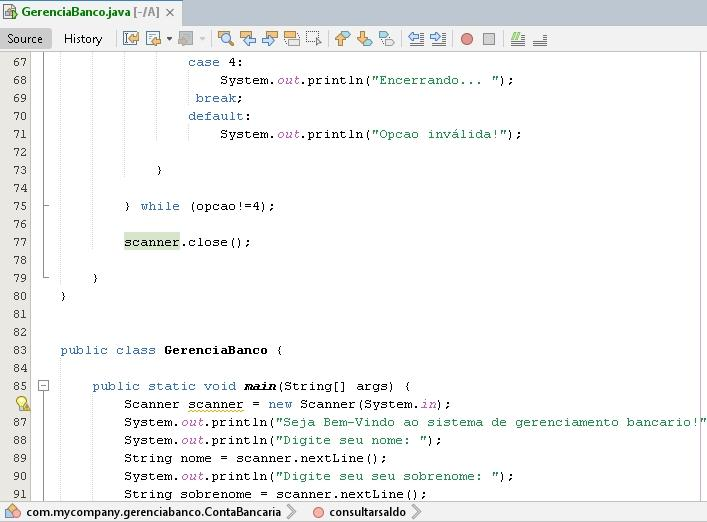 GerenciaBanco.java [-/A]
Source History
67 case 4:
68 System.out.println("Encerrando... ");
69 break;
70 default:
71 System.out.println("Opcao inválida!");
72
73 }
74
75 } while (opcao!=4);
76
77 scanner.close();
78
79 }
80 }
81
82
83 public class GerenciaBanco {
84
85 public static void main(String[] args) {
Scanner scanner = new Scanner(System.in);
87 System.out.println("Seja Bem-Vindo ao sistema de gerenciamento bancario!"
88 System.out.println("Digite seu nome: ");
89 String nome = scanner.nextLine();
90 System.out.println("Digite seu seu sobrenome: ");
91 String sobrenome = scanner.nextLine();
com.mycompany.gerenciabanco.ContaBancaria consultarsaldo